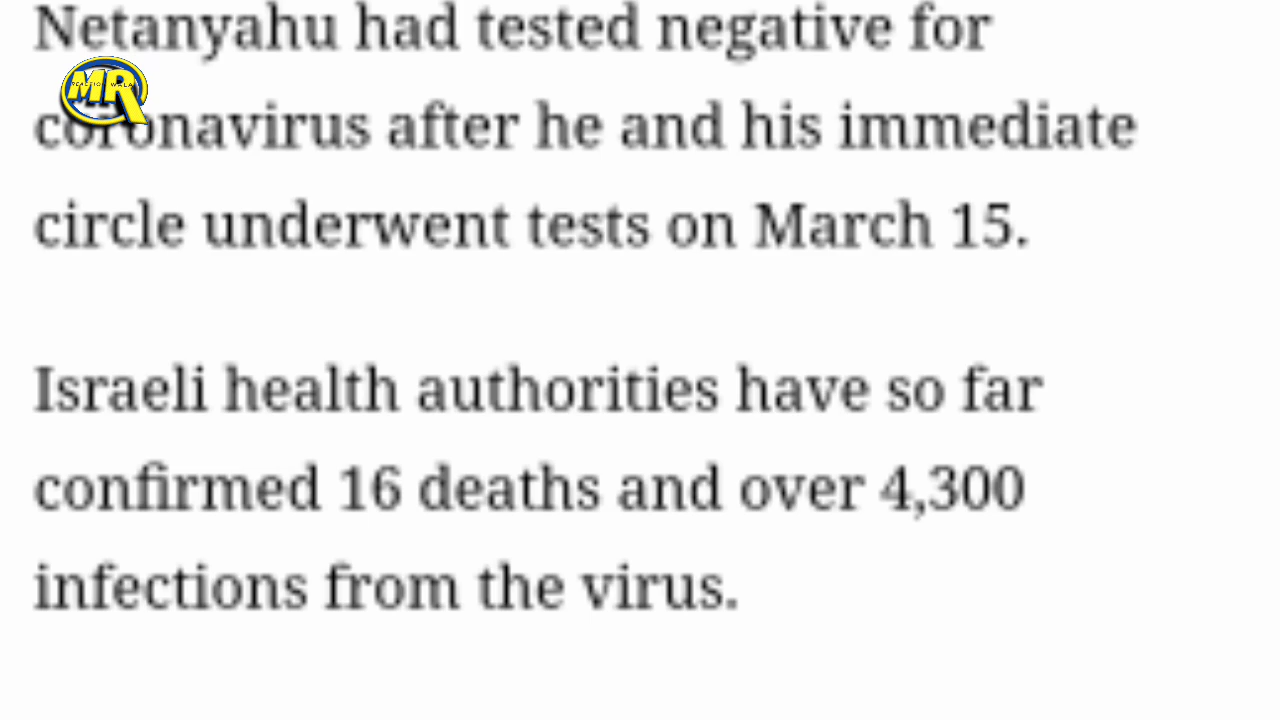 Netanyahu had tested negative for
MR
coronavirus after he and his immediate
circle underwent tests on March 15.
Israeli health authorities have so far
confirmed 16 deaths and over 4,300
infections from the virus.